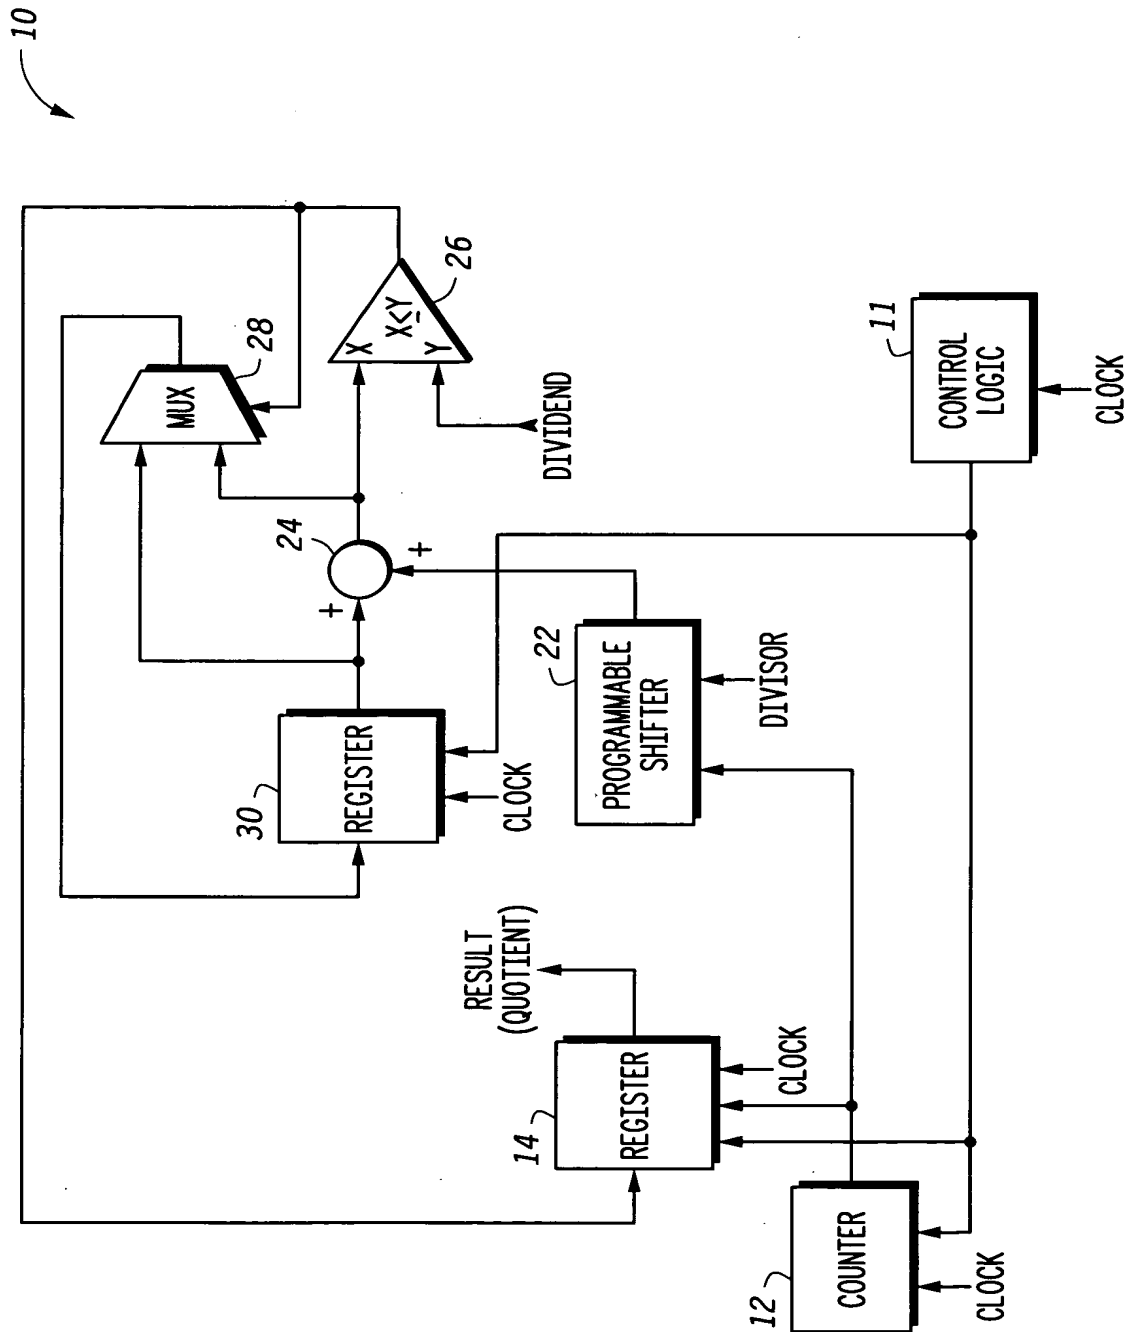 10
MUX
28
X
X≤Y
Y
26
DIVIDEND
24
+
+
REGISTER
30
CLOCK
PROGRAMMABLE
SHIFTER
22
DIVISOR
CONTROL
LOGIC
11
CLOCK
RESULT
(QUOTIENT)
REGISTER
14
CLOCK
COUNTER
12
CLOCK